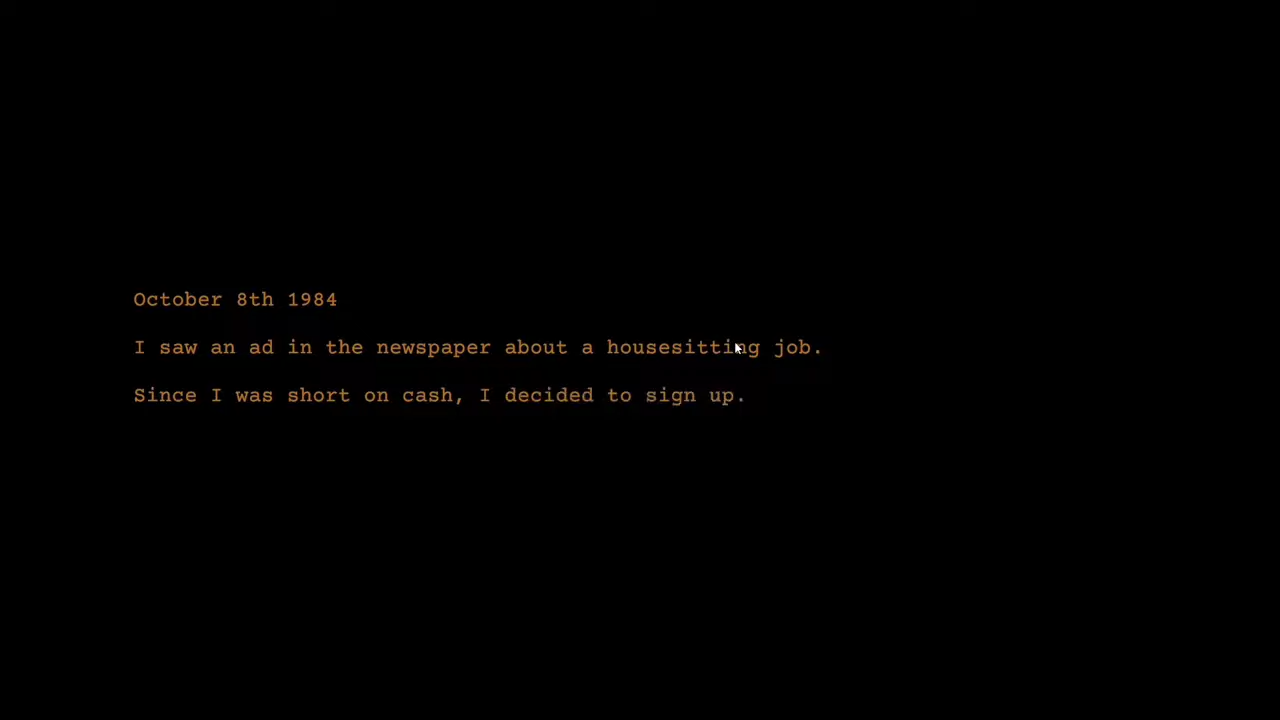 October 8th 1984
I saw an ad in the newspaper about a housesitting job.
Since I was short on cash, I decided to sign up.